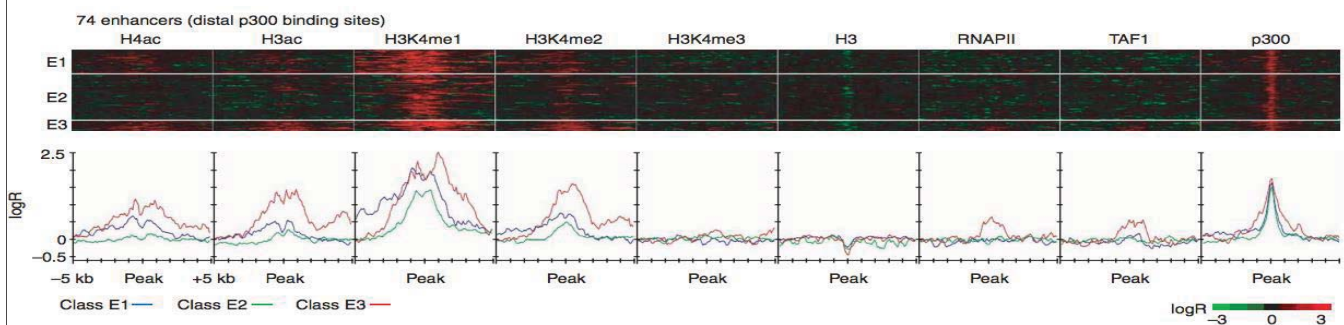 74 enhancers (distal p300 binding sites)
H4ac H3ac H3K4me1 H3K4me2 H3K4me3 H3 RNAPII TAF1 p300
E1
E2
E3
2.5
logR
0
−0.5
−5 kb Peak +5 kb Peak Peak Peak Peak Peak Peak Peak Peak
Class E1 Class E2 Class E3
logR
−3 0 3